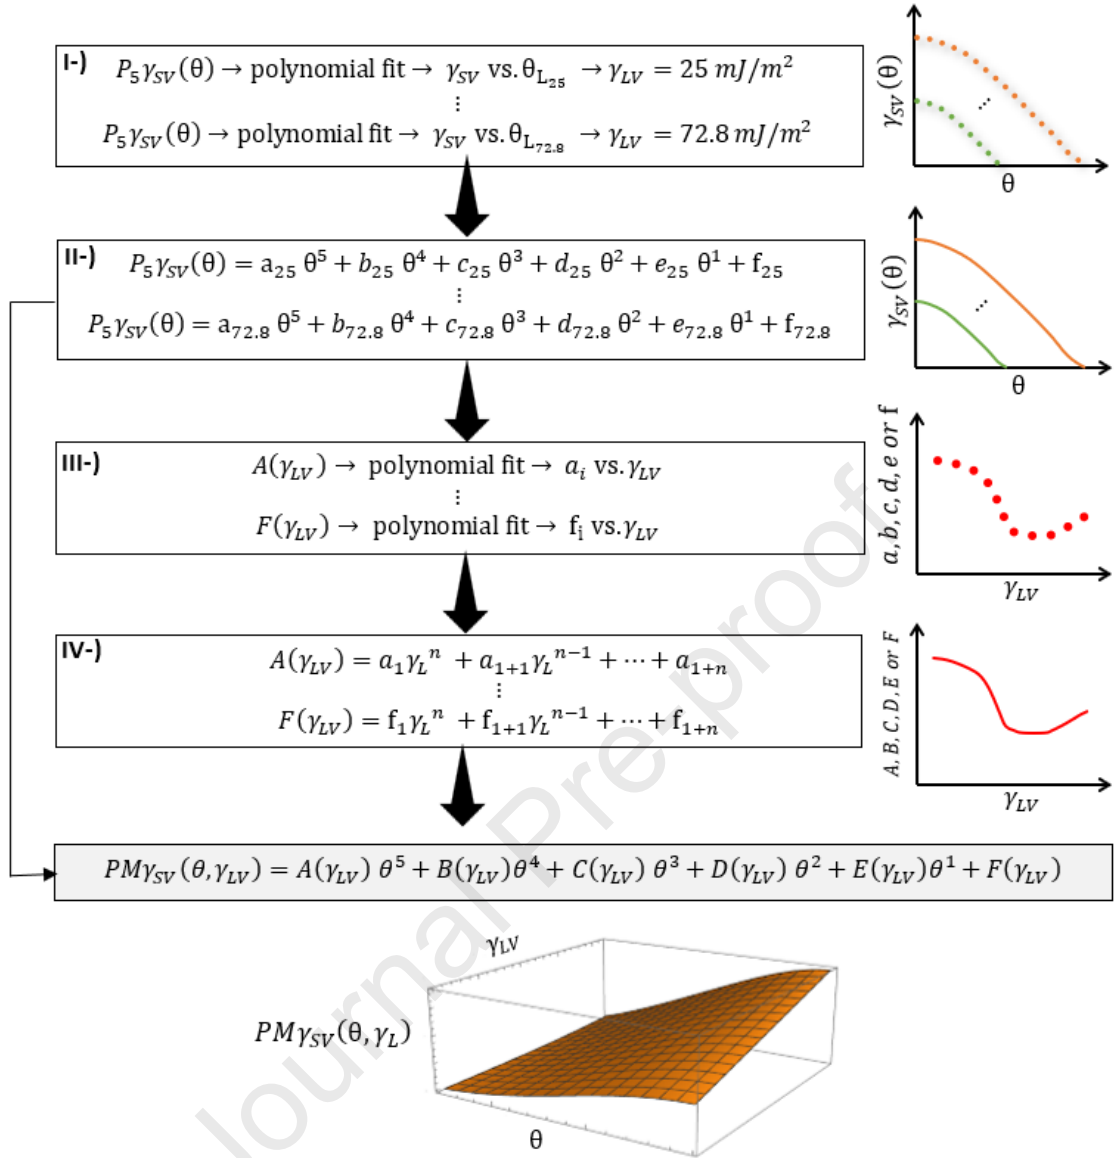 I-)
P₅γ_SV(θ) → polynomial fit → γ_SV vs.θ_L₂₅ → γ_LV = 25 mJ/m²
⋮
P₅γ_SV(θ) → polynomial fit → γ_SV vs.θ_L₇₂.₈ → γ_LV = 72.8 mJ/m²
γ_SV(θ)
...
θ
II-)
P₅γ_SV(θ) = a₂₅ θ⁵ + b₂₅ θ⁴ + c₂₅ θ³ + d₂₅ θ² + e₂₅ θ¹ + f₂₅
⋮
P₅γ_SV(θ) = a₇₂.₈ θ⁵ + b₇₂.₈ θ⁴ + c₇₂.₈ θ³ + d₇₂.₈ θ² + e₇₂.₈ θ¹ + f₇₂.₈
γ_SV(θ)
...
θ
III-)
A(γ_LV) → polynomial fit → a_i vs.γ_LV
⋮
F(γ_LV) → polynomial fit → f_i vs.γ_LV
a, b, c, d, e or f
γ_LV
IV-)
A(γ_LV) = a₁γ_L^n + a₁₊₁γ_L^(n−1) + ⋯ + a₁₊n
⋮
F(γ_LV) = f₁γ_L^n + f₁₊₁γ_L^(n−1) + ⋯ + f₁₊n
A, B, C, D, E or F
γ_LV
PMγ_SV(θ, γ_LV) = A(γ_LV) θ⁵ + B(γ_LV)θ⁴ + C(γ_LV) θ³ + D(γ_LV) θ² + E(γ_LV)θ¹ + F(γ_LV)
γ_LV
PMγ_SV(θ, γ_L)
θ
Journal Pre-proof